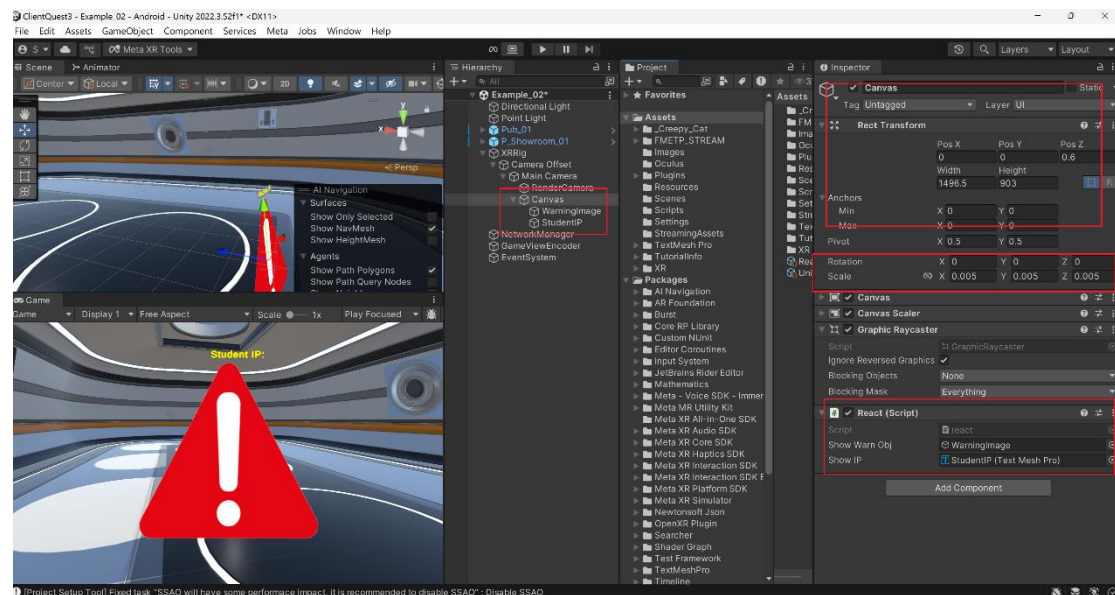 ClientQuest3 - Example 02 - Android - Unity 2022.3.52f1* <DX11>
File Edit Assets GameObject Component Services Meta Jobs Window Help
S Meta XR Tools Layers Layout
Scene Animator
Center Local 20
y
x
< Persp
AI Navigation
Surfaces
Show Only Selected
Show NavMesh
Show HeightMesh
Agents
Show Path Polygons
Show Path Query Nodes
Game
Game Display 1 Free Aspect Scale 1x Play Focused
Student IP:
Hierarchy
All
Example_02*
Directional Light
Point Light
Pub_01
P_Showroom_01
XRRig
Camera Offset
Main Camera
RenderCamera
Canvas
WarningImage
StudentIP
NetworkManager
GameViewEncoder
EventSystem
Project
Favorites
Assets
_Creepy_Cat
FMETP_STREAM
Images
Oculus
Plugins
Resources
Scenes
Scripts
Settings
StreamingAssets
TextMesh Pro
TutorialInfo
XR
Packages
AI Navigation
AR Foundation
Burst
Core RP Library
Custom NUnit
Editor Coroutines
Input System
JetBrains Rider Editor
Mathematics
Meta - Voice SDK - Immer
Meta MR Utility Kit
Meta XR All-in-One SDK
Meta XR Audio SDK
Meta XR Core SDK
Meta XR Haptics SDK
Meta XR Interaction SDK
Meta XR Interaction SDK E
Meta XR Platform SDK
Meta XR Simulator
Newtonsoft Json
OpenXR Plugin
Searcher
Shader Graph
Test Framework
TextMeshPro
Timeline
Assets
Inspector
Canvas Static
Tag Untagged Layer UI
Rect Transform
Pos X Pos Y Pos Z
0 0 0.6
Width Height
1496.5 903
Anchors
Min X 0 Y 0
Max X 0 Y 0
Pivot X 0.5 Y 0.5
Rotation X 0 Y 0 Z 0
Scale X 0.005 Y 0.005 Z 0.005
Canvas
Canvas Scaler
Graphic Raycaster
Script GraphicRaycaster
Ignore Reversed Graphics
Blocking Objects None
Blocking Mask Everything
React (Script)
Script react
Show Warn Obj WarningImage
Show IP StudentIP (Text Mesh Pro)
Add Component
[Project Setup Tool] Fixed task "SSAO will have some performace impact, it is recommended to disable SSAO" : Disable SSAO